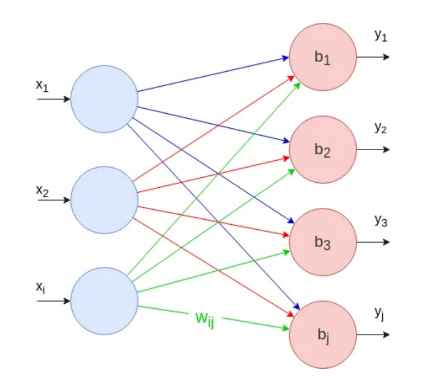 x₁
x₂
xᵢ
wᵢⱼ
b₁
b₂
b₃
bⱼ
y₁
y₂
y₃
yⱼ